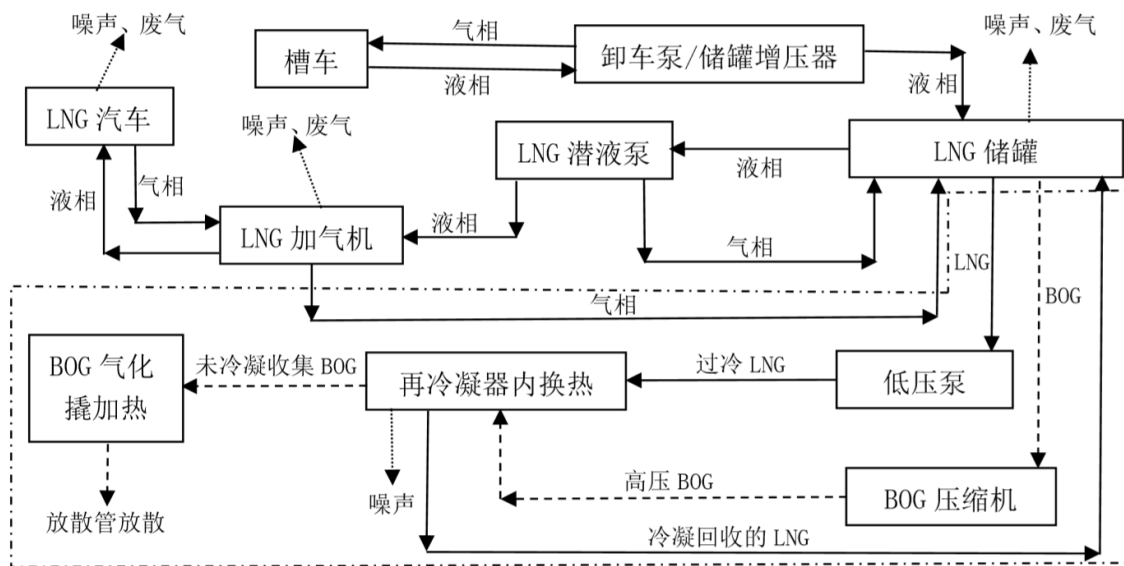 噪声、废气
气相
槽车
卸车泵/储罐增压器
噪声、废气
液相
液相
LNG 汽车
噪声、废气
LNG 潜液泵
液相
LNG 储罐
液相
气相
LNG 加气机
液相
气相
LNG
BOG
气相
BOG 气化
撬加热
未冷凝收集 BOG
再冷凝器内换热
过冷 LNG
低压泵
高压 BOG
BOG 压缩机
噪声
放散管放散
冷凝回收的 LNG